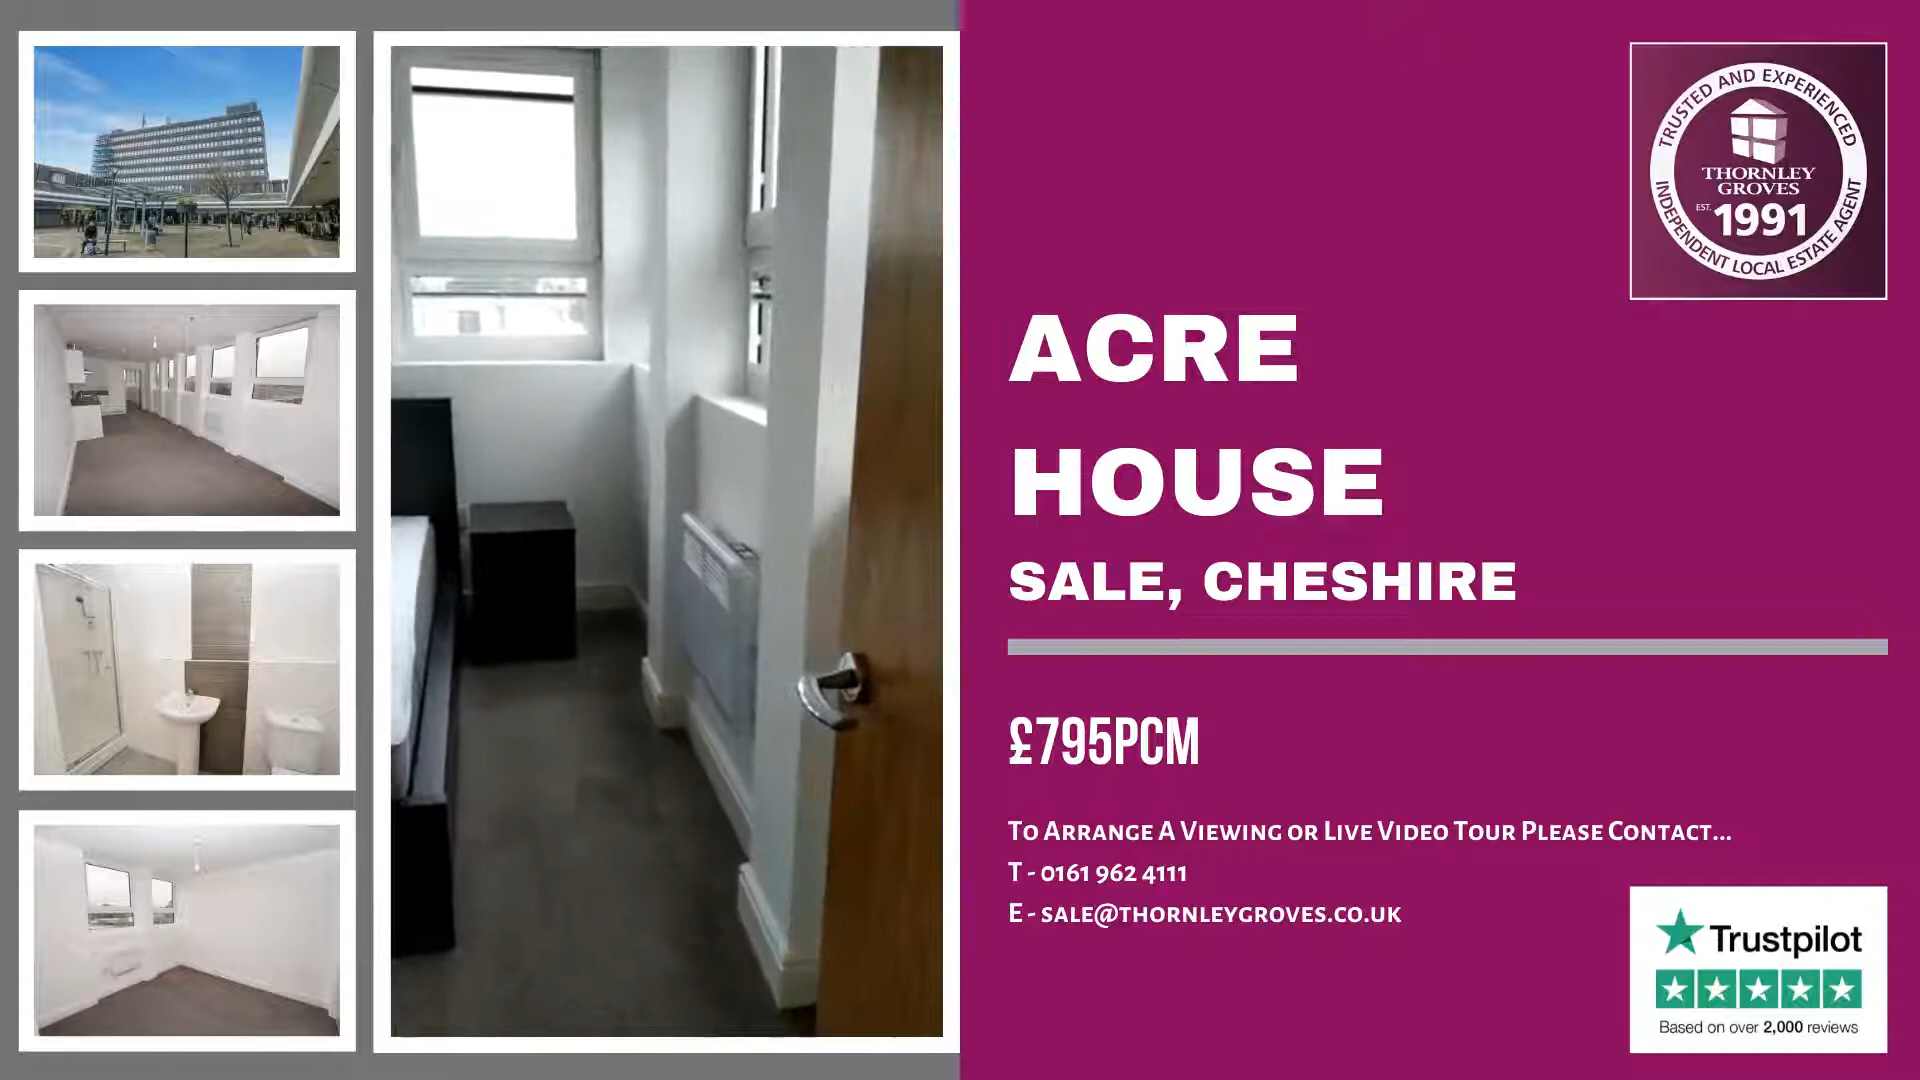 TRUSTED AND EXPERIENCED
THORNLEY
GROVES
EST. 1991
INDEPENDENT LOCAL ESTATE AGENT
ACRE
HOUSE
SALE, CHESHIRE
£795PCM
To Arrange A Viewing or Live Video Tour Please Contact...
T - 0161 962 4111
E - sale@thornleygroves.co.uk
Trustpilot
Based on over 2,000 reviews